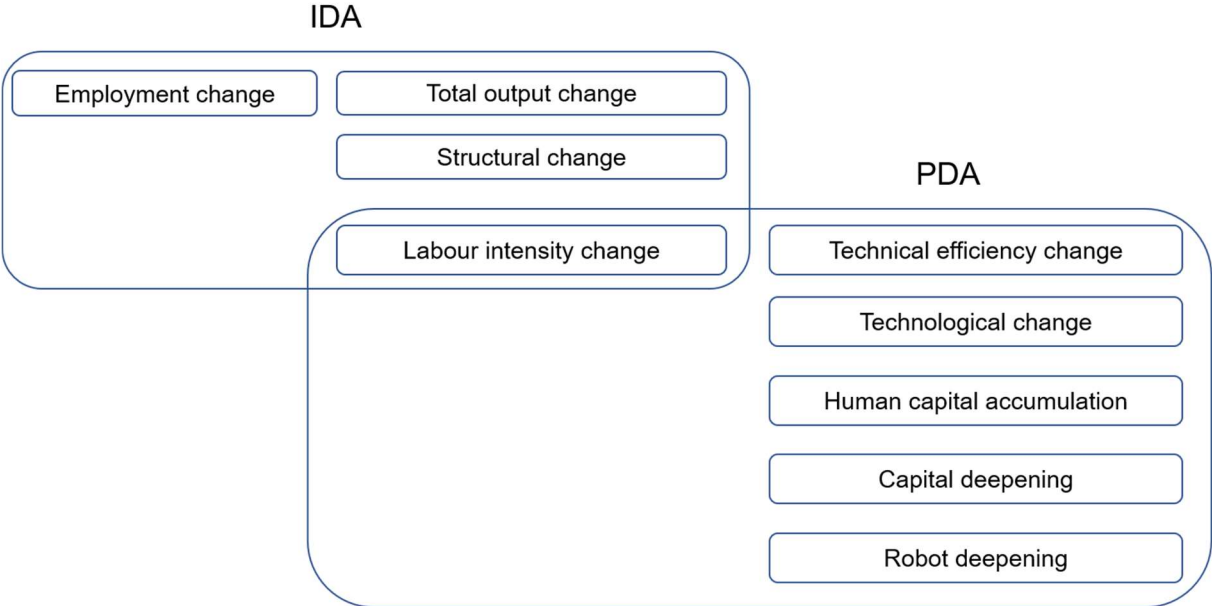 IDA
Employment change
Total output change
Structural change
PDA
Labour intensity change
Technical efficiency change
Technological change
Human capital accumulation
Capital deepening
Robot deepening